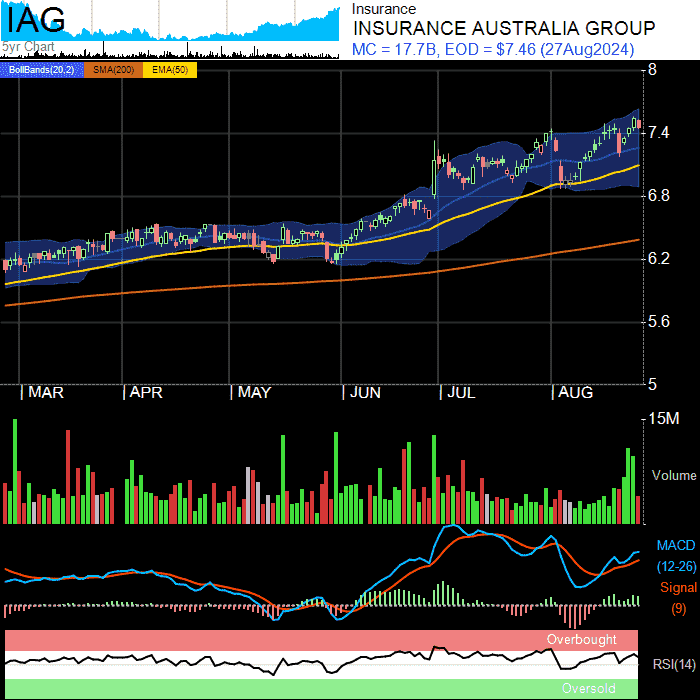 IAG
5yr Chart
Insurance
INSURANCE AUSTRALIA GROUP
MC = 17.7B, EOD = $7.46 (27Aug2024)
BollBands(20,2) SMA(200) EMA(50)
8
7.4
6.8
6.2
5.6
5
| MAR | APR | MAY | JUN | JUL | AUG
15M
Volume
MACD
(12-26)
Signal
(9)
Overbought
RSI(14)
Oversold